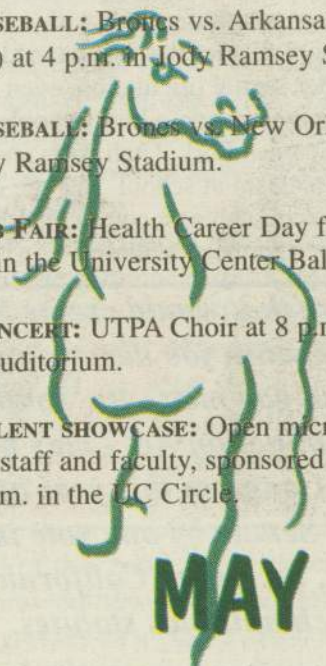 SEBALL: Broncs vs. Arkansa
) at 4 p.m. in Jody Ramsey S
SEBALL: Broncs vs. New Or
y Ramsey Stadium.
B FAIR: Health Career Day f
in the University Center Bal
NCERT: UTPA Choir at 8 p.n
uditorium.
LENT SHOWCASE: Open micr
staff and faculty, sponsored
.m. in the UC Circle.
MAY